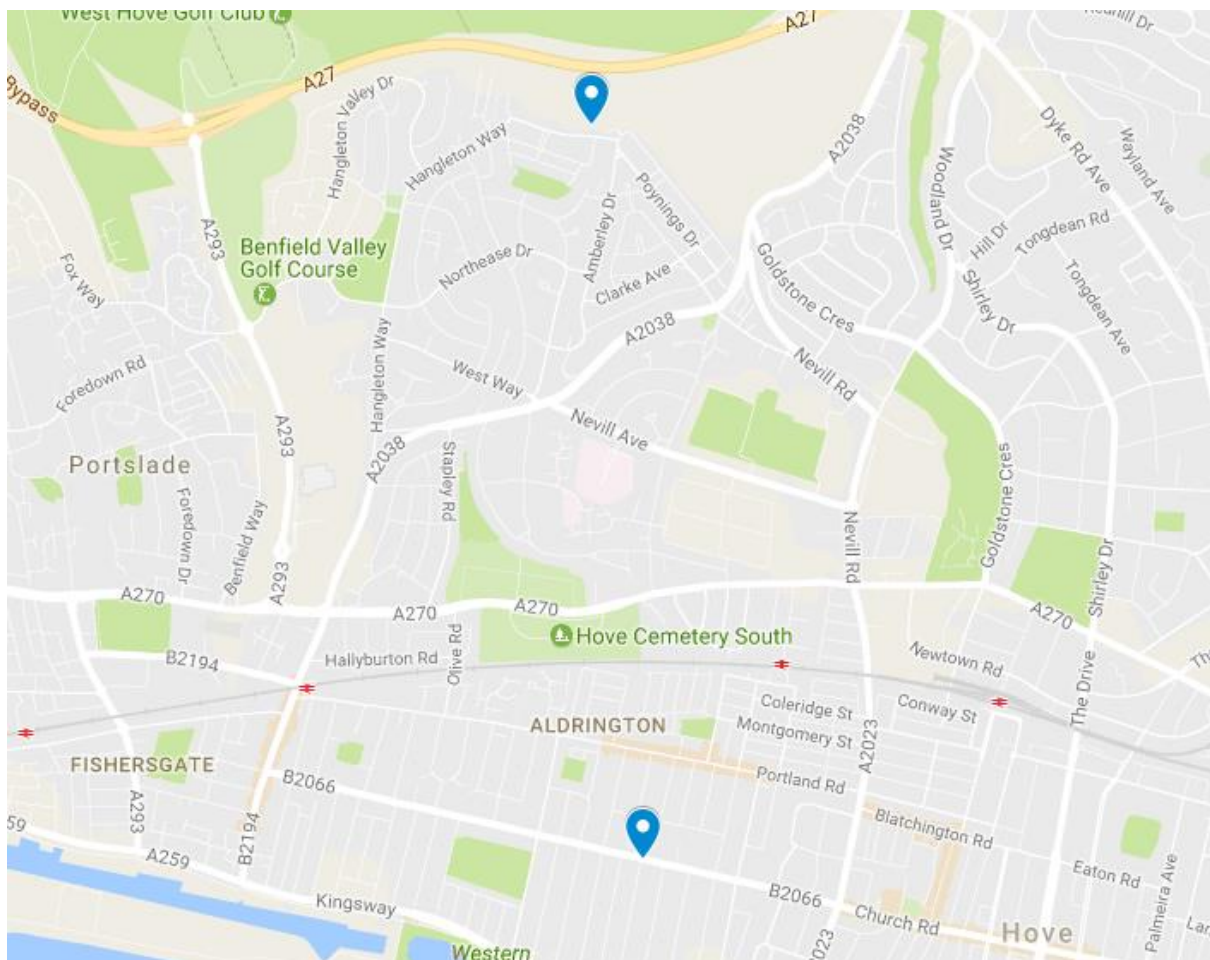 West Hove Golf Club
A27
Redhill Dr
Bypass
A27
Hangleton Valley Dr
Hangleton Way
A2038
Dyke Rd Ave
Wayland Ave
Woodland Dr
Poynings Dr
Amberley Dr
Hill Dr
Tongdean Rd
A293
Benfield Valley
Golf Course
Fox Way
Northease Dr
Clarke Ave
Goldstone Cres
Shirley Dr
Tongdean Ave
A2038
Hangleton Way
Foredown Rd
West Way
Nevill Rd
A293
Nevill Ave
A2038
Stapley Rd
Portslade
Goldstone Cres
Foredown Dr
Benfield Way
Nevill Rd
Shirley Dr
A293
A270
A270
A270
A270
Hove Cemetery South
Olive Rd
Hallyburton Rd
B2194
Newtown Rd
The Drive
Coleridge St
Conway St
ALDRINGTON
Montgomery St
A2023
FISHERSGATE
Portland Rd
B2066
A293
B2194
Blatchington Rd
A259
Eaton Rd
Palmeira Ave
B2066
Kingsway
Church Rd
Hove
Western